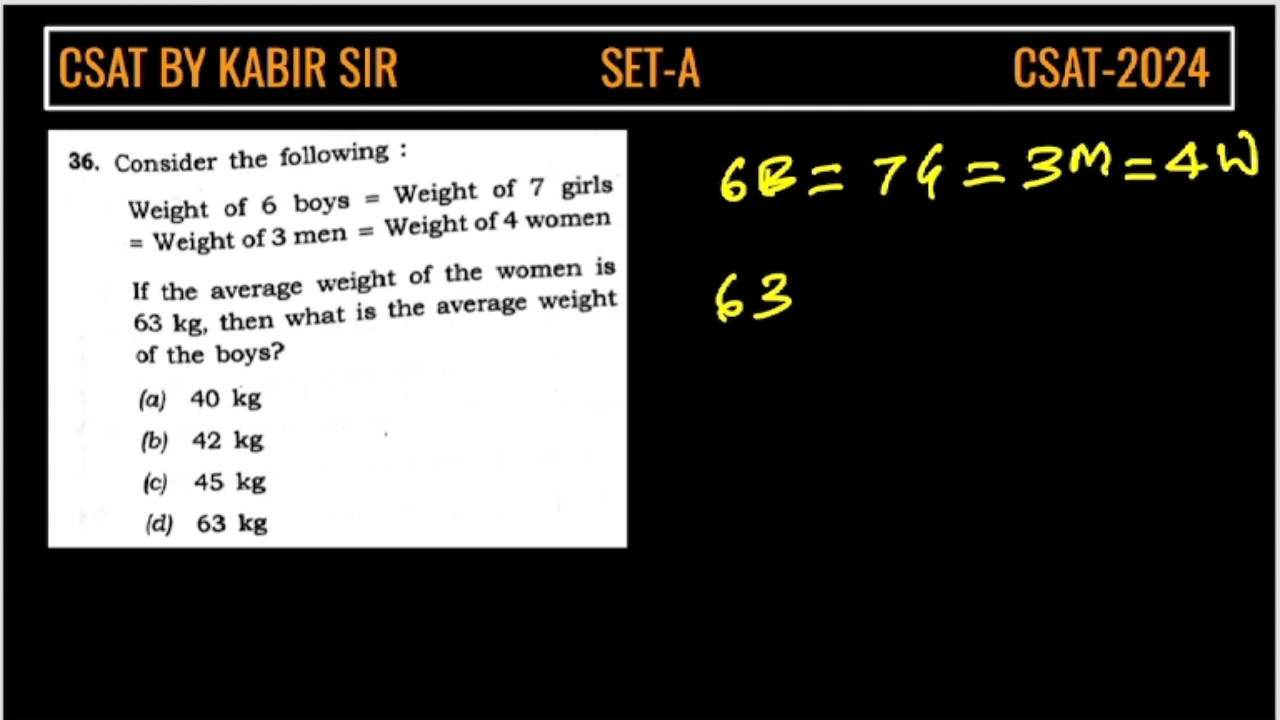 CSAT BY KABIR SIR SET-A CSAT-2024
36. Consider the following :
Weight of 6 boys = Weight of 7 girls
= Weight of 3 men = Weight of 4 women
If the average weight of the women is
63 kg, then what is the average weight
of the boys?
(a) 40 kg
(b) 42 kg
(c) 45 kg
(d) 63 kg
6B = 7G = 3M = 4W
63